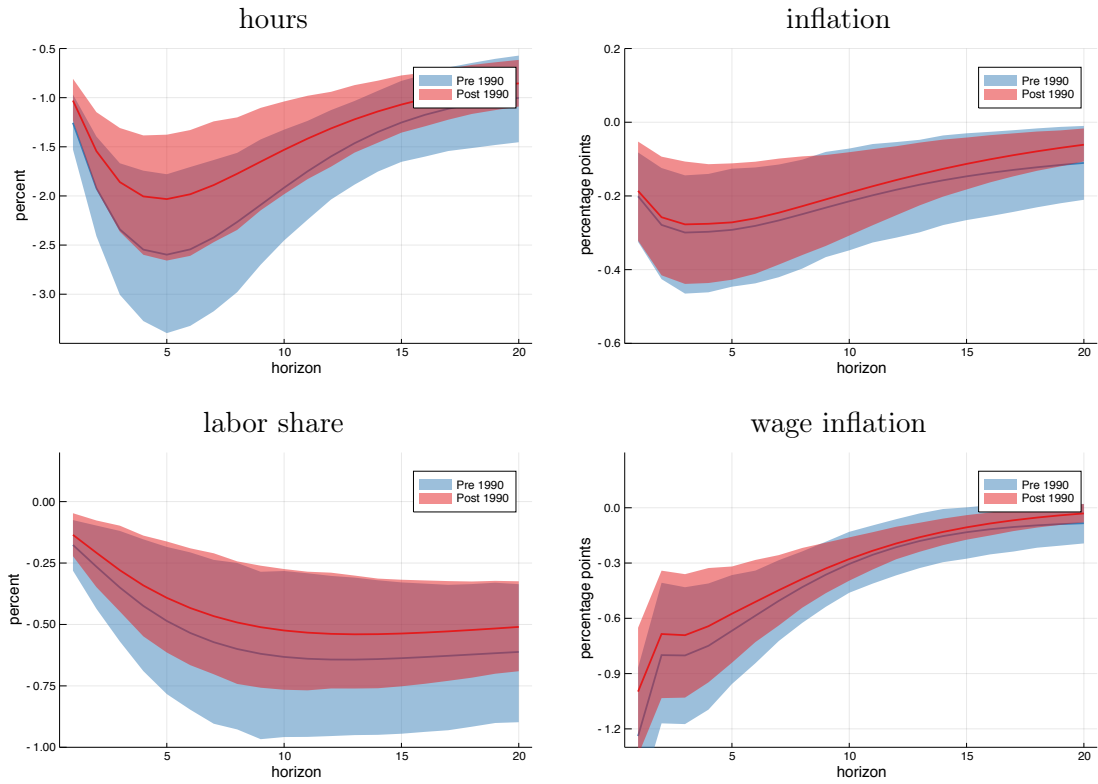 hours
- 0.5
- 1.0
- 1.5
- 2.0
- 2.5
- 3.0
percent
Pre 1990
Post 1990
5
10
15
20
horizon
inflation
0.2
0.0
- 0.2
- 0.4
- 0.6
percentage points
Pre 1990
Post 1990
5
10
15
20
horizon
labor share
0.00
- 0.25
- 0.50
- 0.75
- 1.00
percent
Pre 1990
Post 1990
5
10
15
20
horizon
wage inflation
0.0
- 0.3
- 0.6
- 0.9
- 1.2
percentage points
Pre 1990
Post 1990
5
10
15
20
horizon